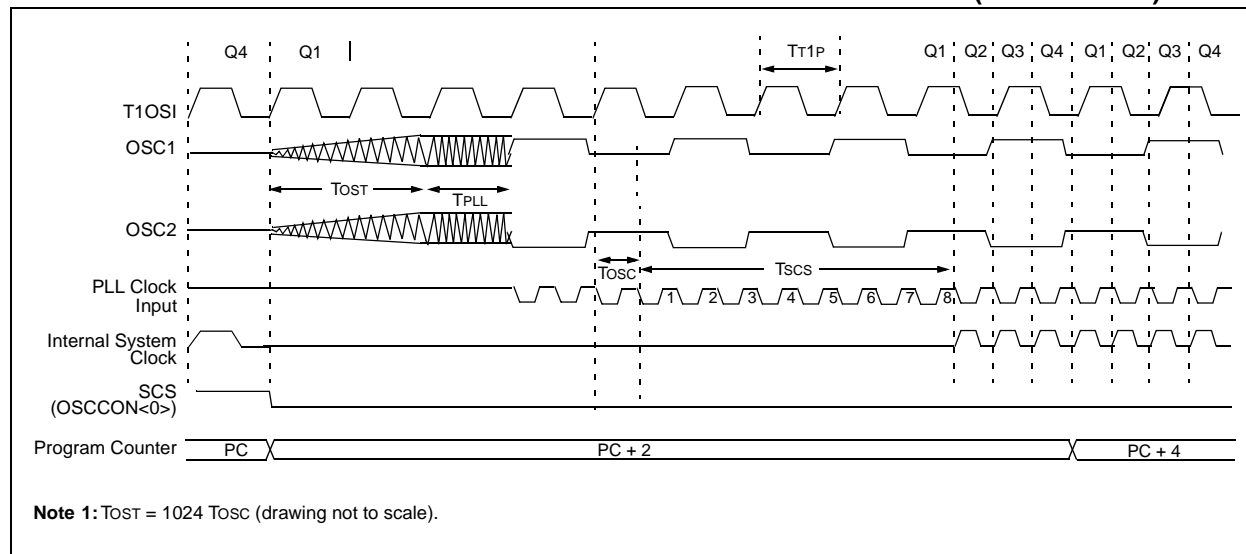 Q4 Q1 TT1P Q1 Q2 Q3 Q4 Q1 Q2 Q3 Q4
T1OSI
OSC1
TOST
TPLL
OSC2
TOSC TSCS
PLL Clock
Input
1 2 3 4 5 6 7 8
Internal System
Clock
SCS
(OSCCON<0>)
Program Counter PC PC + 2 PC + 4
Note 1: TOST = 1024 TOSC (drawing not to scale).